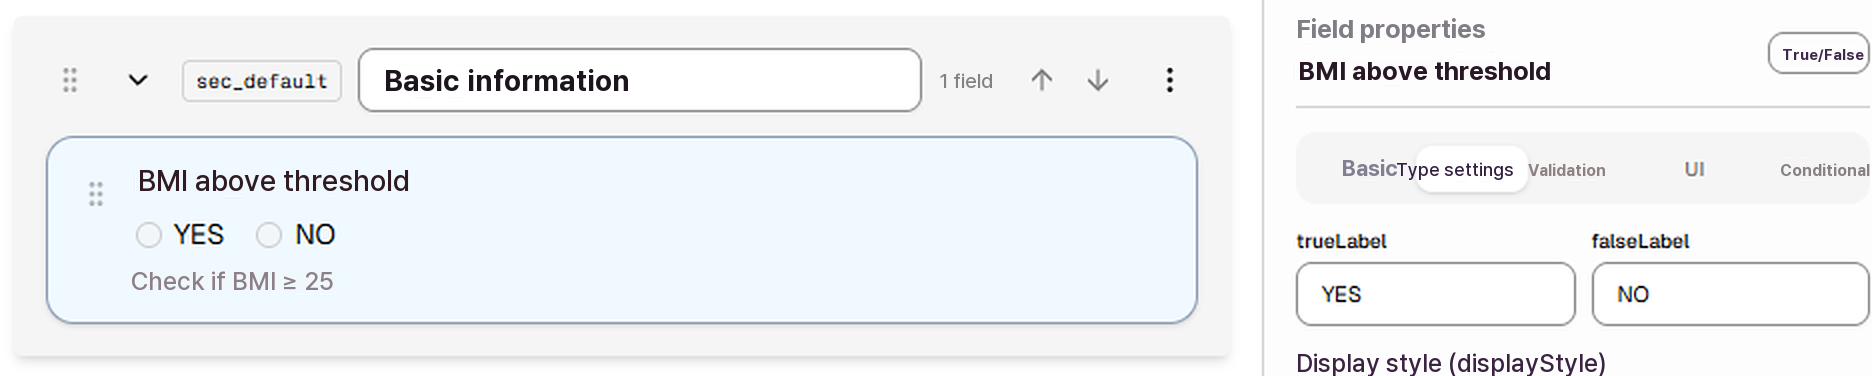 sec_default
Basic information
1 field
BMI above threshold
YES
NO
Check if BMI ≥ 25
Field properties
BMI above threshold
True/False
Basic
Type settings
Validation
UI
Conditional
trueLabel
falseLabel
YES
NO
Display style (displayStyle)